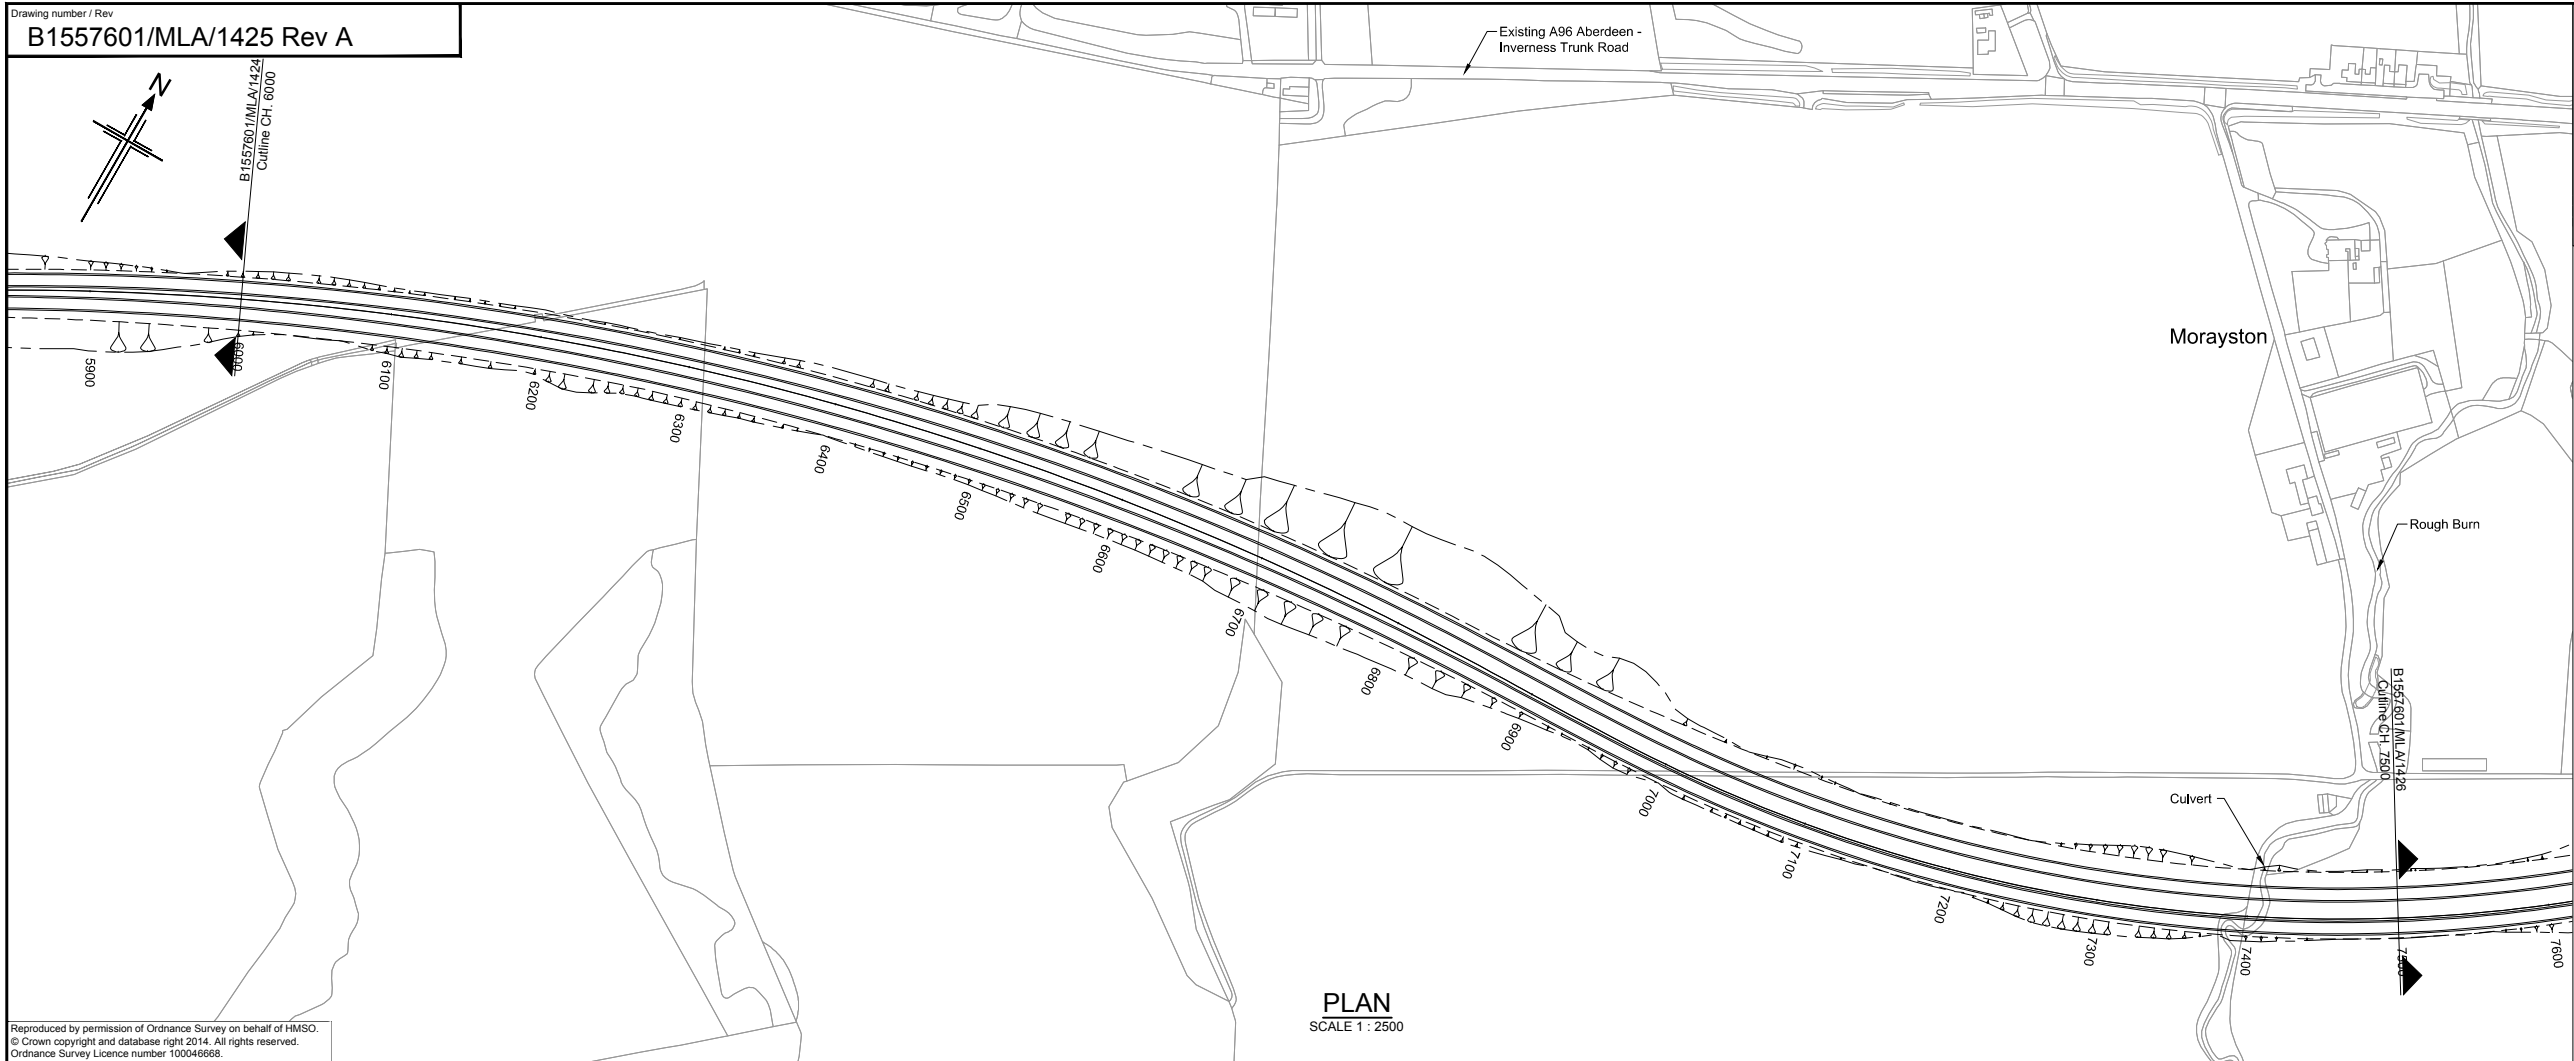 Drawing number / Rev
B1557601/MLA/1425 Rev A
B1557601/MLA/1424
Cutline CH. 6000
N
Existing A96 Aberdeen -
Inverness Trunk Road
Morayston
Rough Burn
B1557601/MLA/1426
Cutline CH. 7500
Culvert
5900
6000
6100
6200
6300
6400
6500
6600
6700
6800
6900
7000
7100
7200
7300
7400
7500
7600
PLAN
SCALE 1 : 2500
Reproduced by permission of Ordnance Survey on behalf of HMSO.
© Crown copyright and database right 2014. All rights reserved.
Ordnance Survey Licence number 100046668.